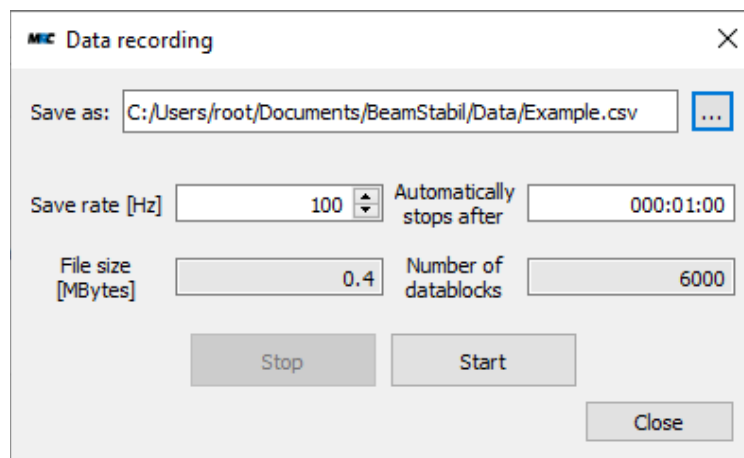 MRC Data recording
Save as: C:/Users/root/Documents/BeamStabil/Data/Example.csv ...
Save rate [Hz] 100 Automatically
stops after 000:01:00
File size
[MBytes] 0.4 Number of
datablocks 6000
Stop Start
Close